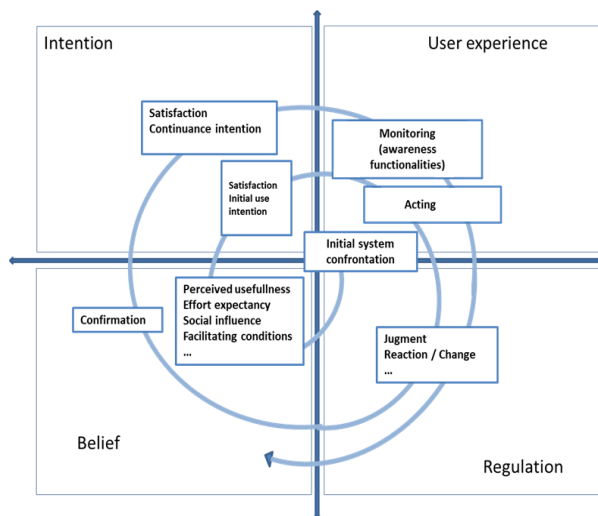 Intention
User experience
Satisfaction
Continuance intention
Monitoring
(awareness
functionalities)
Satisfaction
Initial use
intention
Acting
Initial system
confrontation
Perceived usefullness
Effort expectancy
Social influence
Facilitating conditions
...
Confirmation
Jugment
Reaction / Change
...
Belief
Regulation